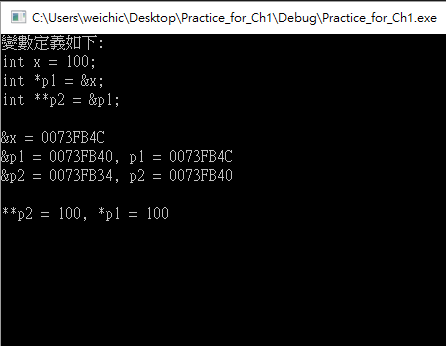 C:\Users\weichic\Desktop\Practice_for_Ch1\Debug\Practice_for_Ch1.exe
變數定義如下:
int x = 100;
int *p1 = &x;
int **p2 = &p1;
&x = 0073FB4C
&p1 = 0073FB40, p1 = 0073FB4C
&p2 = 0073FB34, p2 = 0073FB40
**p2 = 100, *p1 = 100